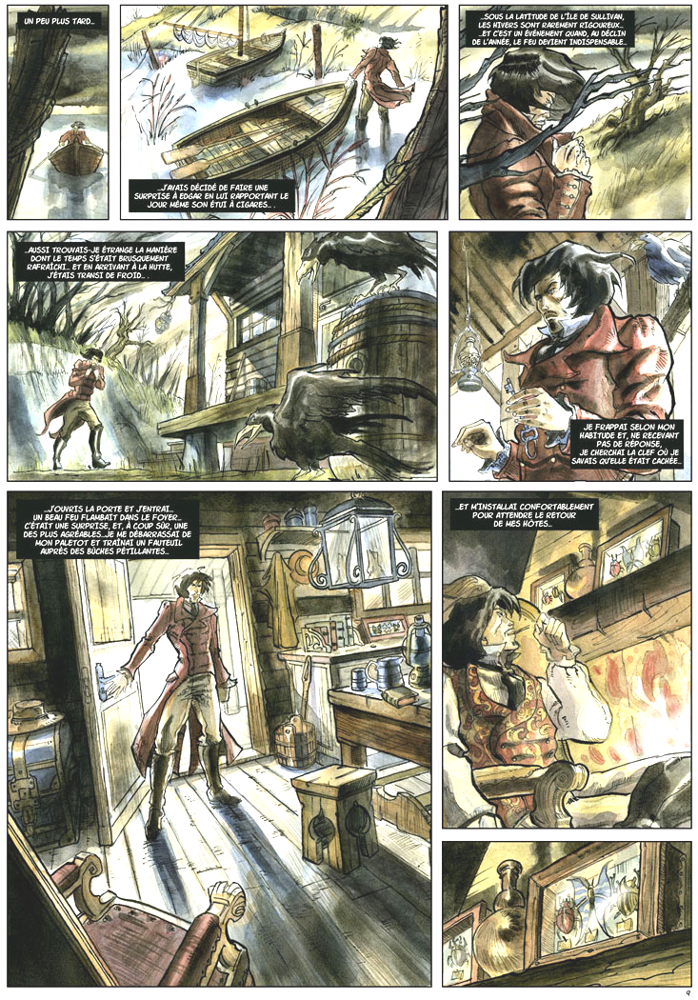 UN PEU PLUS TARD...
...J'AVAIS DÉCIDÉ DE FAIRE UNE
SURPRISE À EDGAR EN LUI RAPPORTANT LE
JOUR MÊME SON ÉTUI À CIGARES...
...SOUS LA LATITUDE DE L'ÎLE DE SULLIVAN,
LES HIVERS SONT RAREMENT RIGOUREUX...
...ET C'EST UN ÉVÉNEMENT QUAND, AU DÉCLIN
DE L'ANNÉE, LE FEU DEVIENT INDISPENSABLE...
...AUSSI TROUVAIS-JE ÉTRANGE LA MANIÈRE
DONT LE TEMPS S'ÉTAIT BRUSQUEMENT
RAFRAÎCHI... ET EN ARRIVANT À LA HUTTE,
J'ÉTAIS TRANSI DE FROID...
JE FRAPPAI SELON MON
HABITUDE ET, NE RECEVANT
PAS DE RÉPONSE,
JE CHERCHAI LA CLEF OÙ JE
SAVAIS QU'ELLE ÉTAIT CACHÉE...
...J'OUVRIS LA PORTE ET J'ENTRAI...
UN BEAU FEU FLAMBAIT DANS LE FOYER...
C'ÉTAIT UNE SURPRISE, ET, À COUP SÛR, UNE
DES PLUS AGRÉABLES...JE ME DÉBARRASSAI DE
MON PALETOT ET TRAÎNAI UN FAUTEUIL
AUPRÈS DES BÛCHES PÉTILLANTES...
...ET M'INSTALLAI CONFORTABLEMENT
POUR ATTENDRE LE RETOUR
DE MES HÔTES...
9